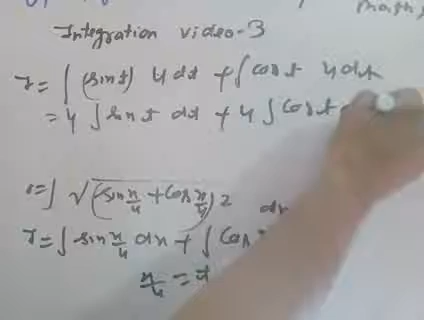 Math
Integration video-3
I = ∫ (sin t) 4 dt + ∫ cos t 4 dt
= 4 ∫ sin t dt + 4 ∫ cos t
I = ∫ √(sin x/4 + cos x/4)2 dx
I = ∫ sin x/4 dx + ∫ cos
x/4 = t